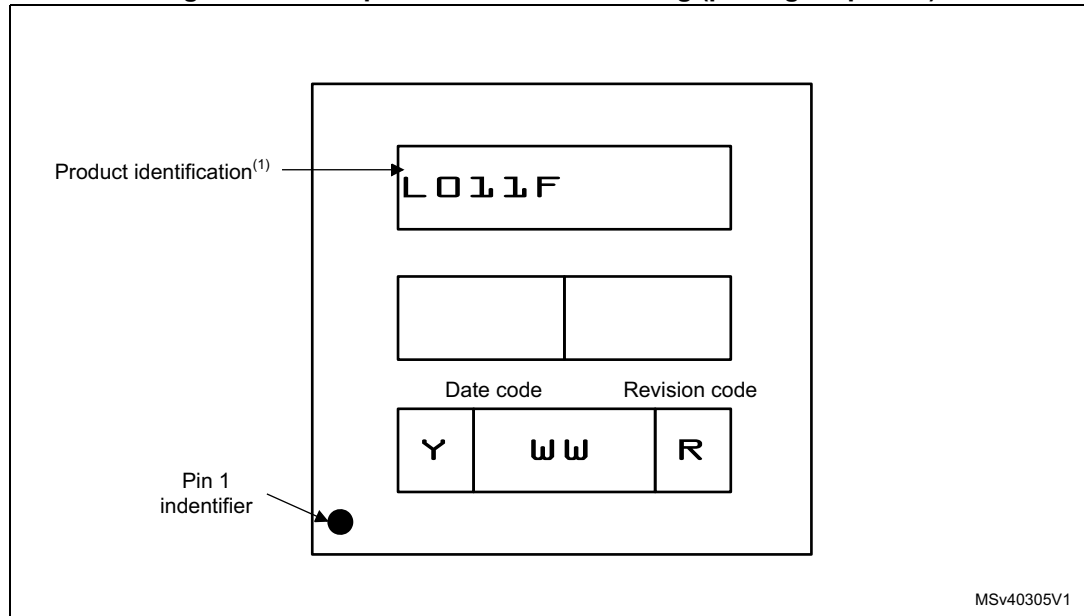 Product identification(1)
L011F
Date code Revision code
Y WW R
Pin 1
indentifier
MSv40305V1